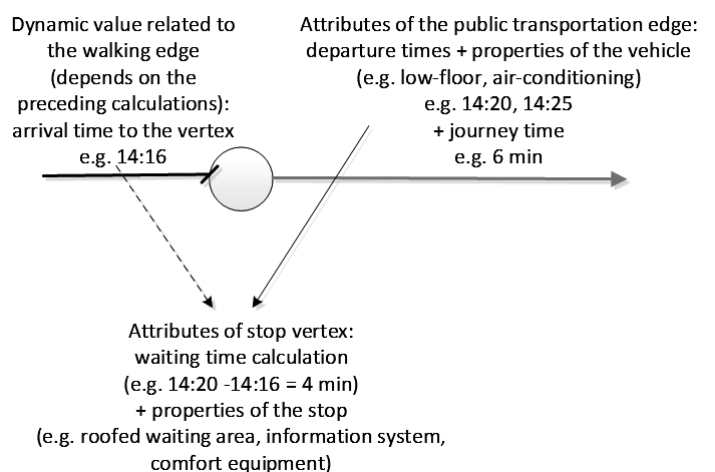 Dynamic value related to
the walking edge
(depends on the
preceding calculations):
arrival time to the vertex
e.g. 14:16
Attributes of the public transportation edge:
departure times + properties of the vehicle
(e.g. low-floor, air-conditioning)
e.g. 14:20, 14:25
+ journey time
e.g. 6 min
Attributes of stop vertex:
waiting time calculation
(e.g. 14:20 -14:16 = 4 min)
+ properties of the stop
(e.g. roofed waiting area, information system,
comfort equipment)